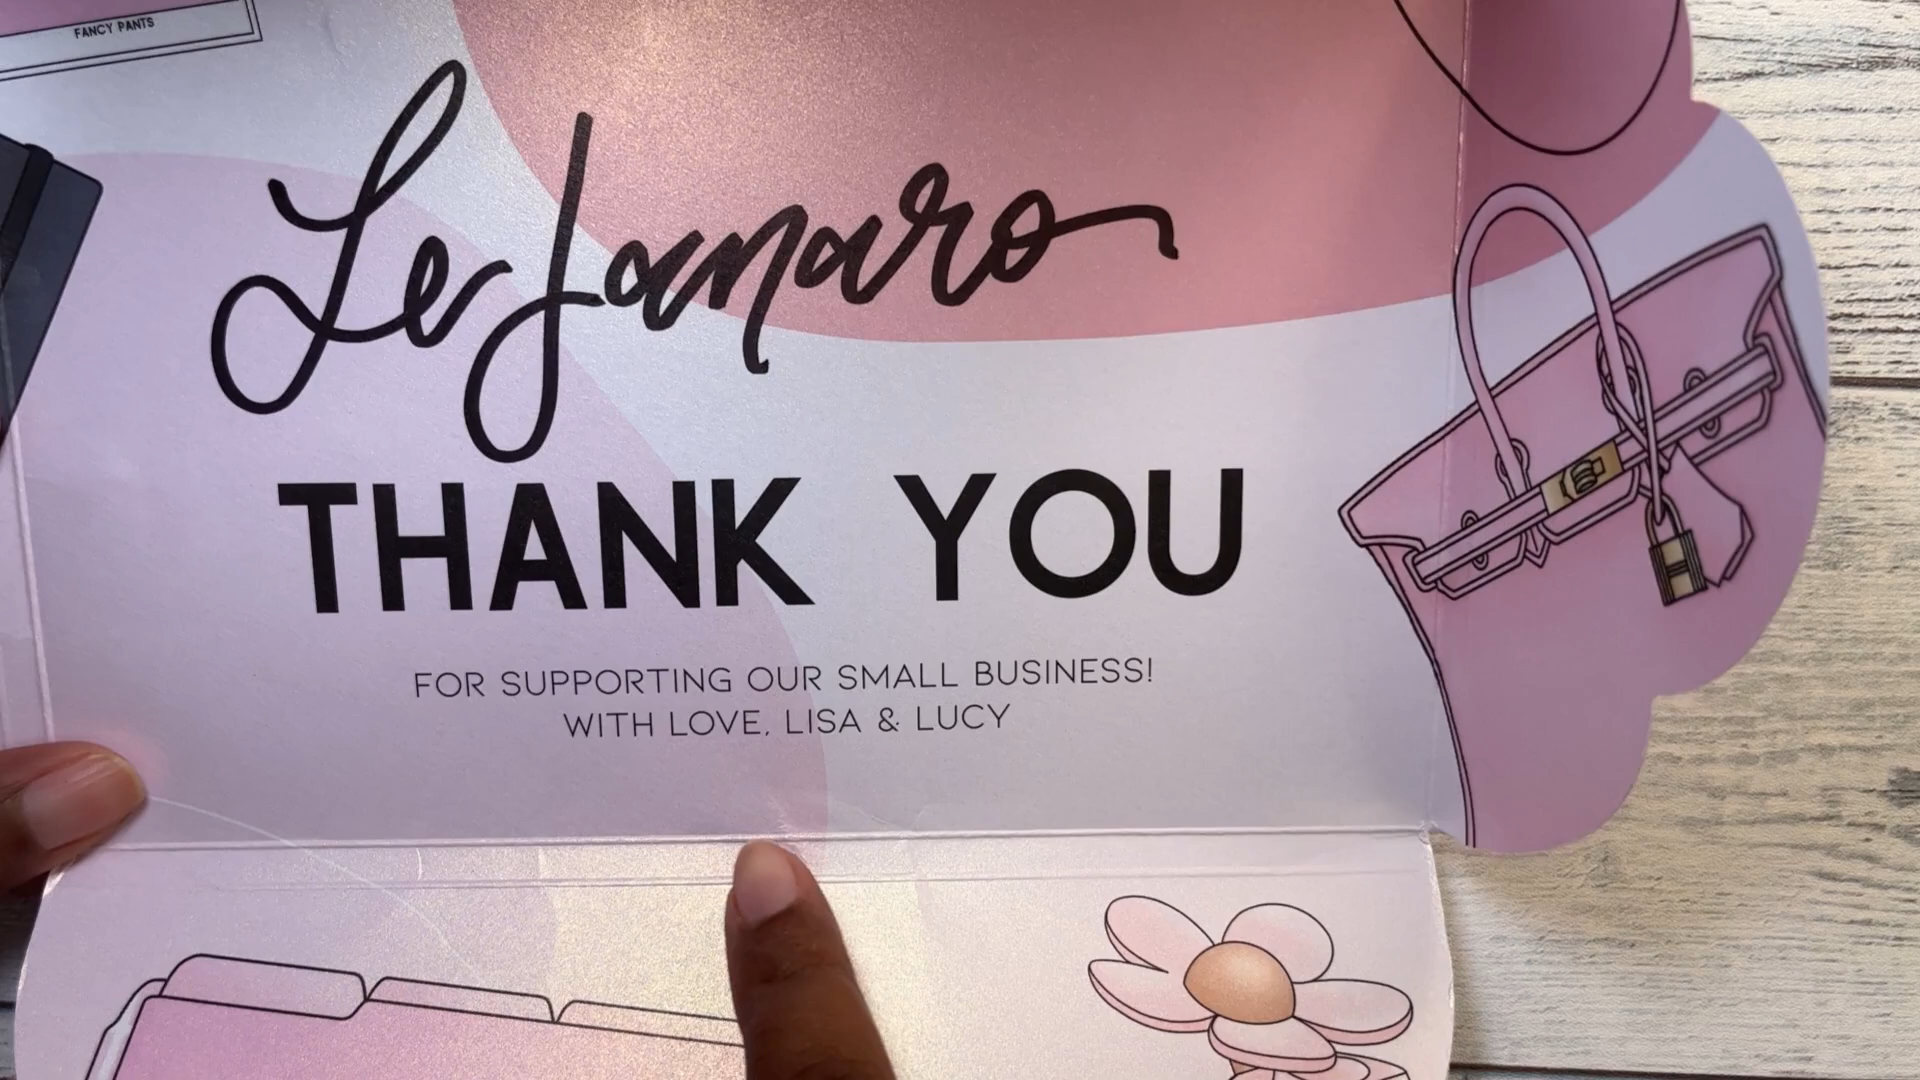 FANCY PANTS
LeJamaro
THANK YOU
FOR SUPPORTING OUR SMALL BUSINESS!
WITH LOVE, LISA & LUCY